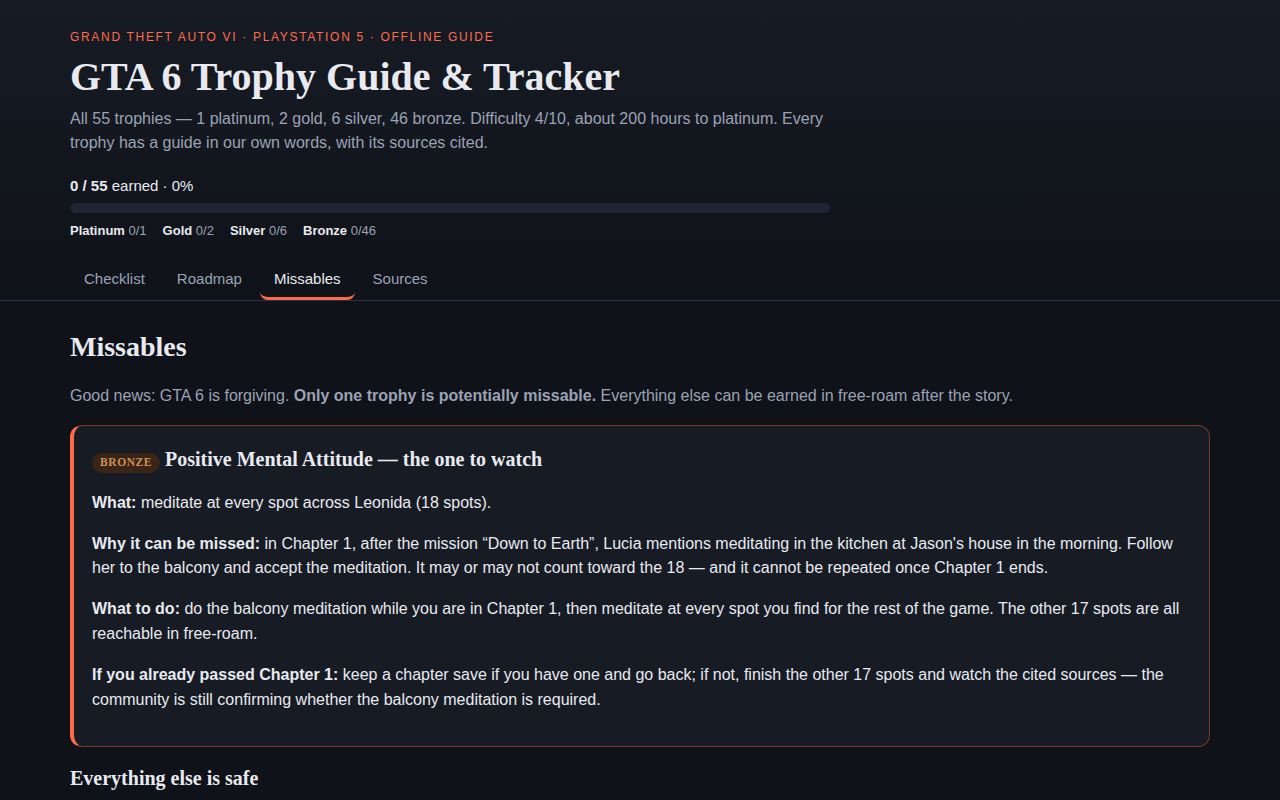 GRAND THEFT AUTO VI · PLAYSTATION 5 · OFFLINE GUIDE
GTA 6 Trophy Guide & Tracker
All 55 trophies — 1 platinum, 2 gold, 6 silver, 46 bronze. Difficulty 4/10, about 200 hours to platinum. Every
trophy has a guide in our own words, with its sources cited.
0 / 55 earned · 0%
Platinum 0/1 Gold 0/2 Silver 0/6 Bronze 0/46
Checklist Roadmap Missables Sources
Missables
Good news: GTA 6 is forgiving. Only one trophy is potentially missable. Everything else can be earned in free-roam after the story.
BRONZE Positive Mental Attitude — the one to watch
What: meditate at every spot across Leonida (18 spots).
Why it can be missed: in Chapter 1, after the mission “Down to Earth”, Lucia mentions meditating in the kitchen at Jason's house in the morning. Follow
her to the balcony and accept the meditation. It may or may not count toward the 18 — and it cannot be repeated once Chapter 1 ends.
What to do: do the balcony meditation while you are in Chapter 1, then meditate at every spot you find for the rest of the game. The other 17 spots are all
reachable in free-roam.
If you already passed Chapter 1: keep a chapter save if you have one and go back; if not, finish the other 17 spots and watch the cited sources — the
community is still confirming whether the balcony meditation is required.
Everything else is safe